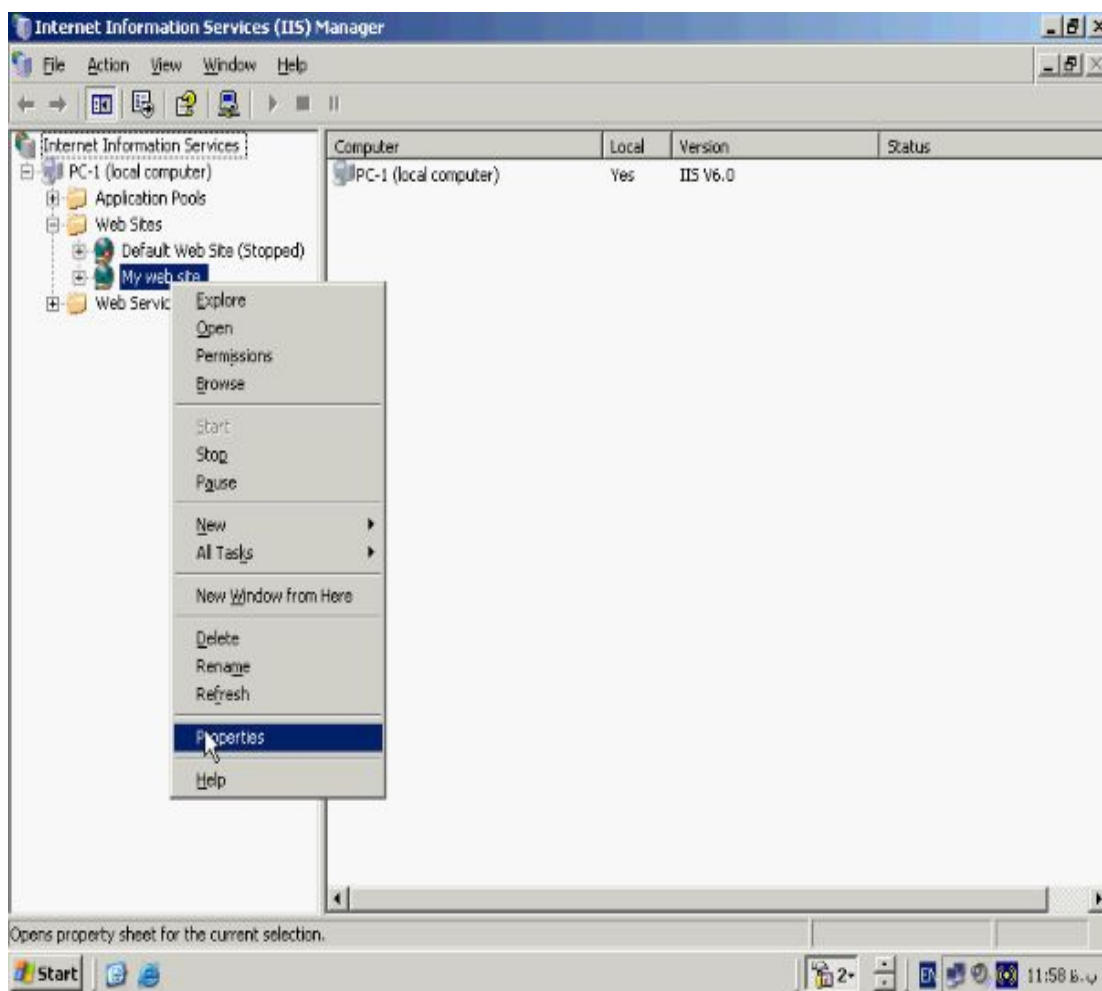 Internet Information Services (IIS) Manager
File Action View Window Help
Internet Information Services
PC-1 (local computer)
Application Pools
Web Sites
Default Web Site (Stopped)
My web site
Web Servic
Computer Local Version Status
PC-1 (local computer) Yes IIS V6.0
Explore
Open
Permissions
Browse
Start
Stop
Pause
New
All Tasks
New Window from Here
Delete
Rename
Refresh
Properties
Help
Opens property sheet for the current selection.
Start 2 EN 11:58 ب.ظ